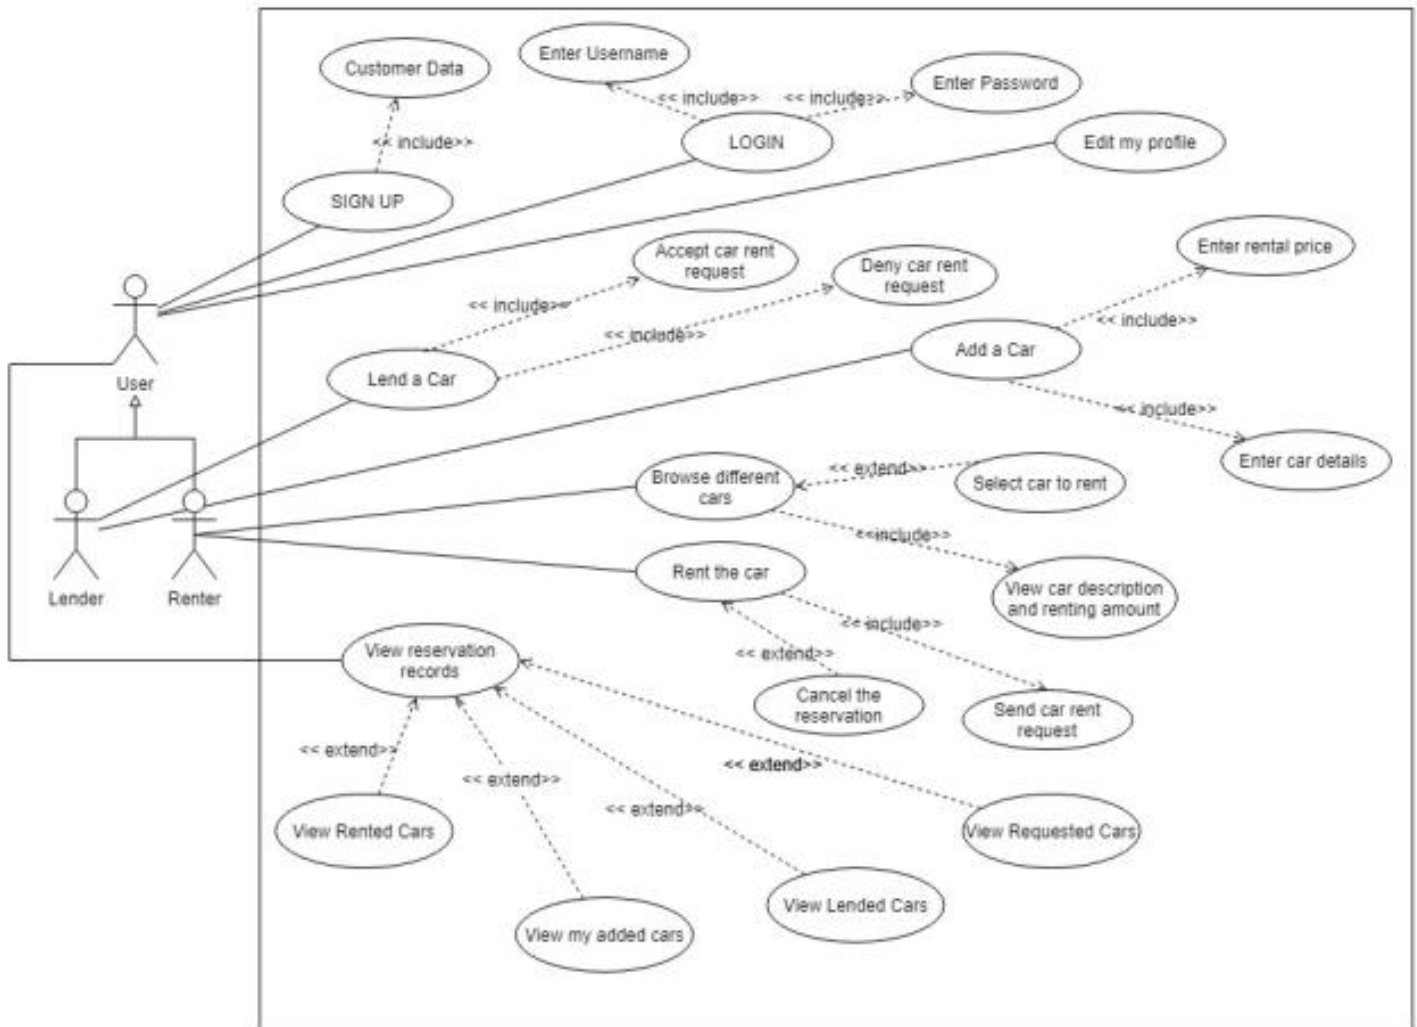 Enter Username
Customer Data
Enter Password
<< include>>
<< include>>
<< include>>
LOGIN
Edit my profile
SIGN UP
Accept car rent
request
Deny car rent
request
Enter rental price
<< include>>
<< include>>
<< include>>
Add a Car
Lend a Car
User
<< include>>
Enter car details
Browse different
cars
<< extend>>
Select car to rent
<<include>>
Rent the car
View car description
and renting amount
Lender
Renter
<< include>>
View reservation
records
<< extend>>
Cancel the
reservation
Send car rent
request
<< extend>>
<< extend>>
<< extend>>
<< extend>>
View Rented Cars
View Requested Cars
View Lended Cars
View my added cars